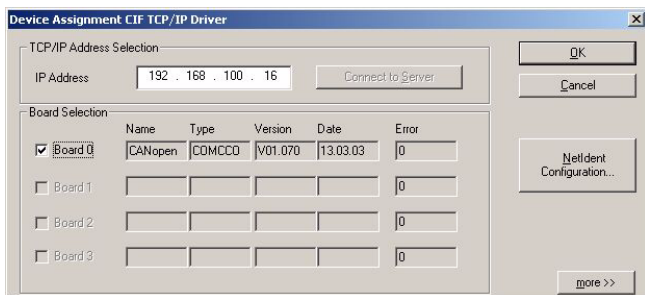 Device Assignment CIF TCP/IP Driver
TCP/IP Address Selection
IP Address 192 . 168 . 100 . 16 Connect to Server
OK
Cancel
Board Selection
Name Type Version Date Error
Board 0 CANopen COMCCO V01.070 13.03.03 0
NetIdent
Configuration...
Board 1 0
Board 2 0
Board 3 0
more >>